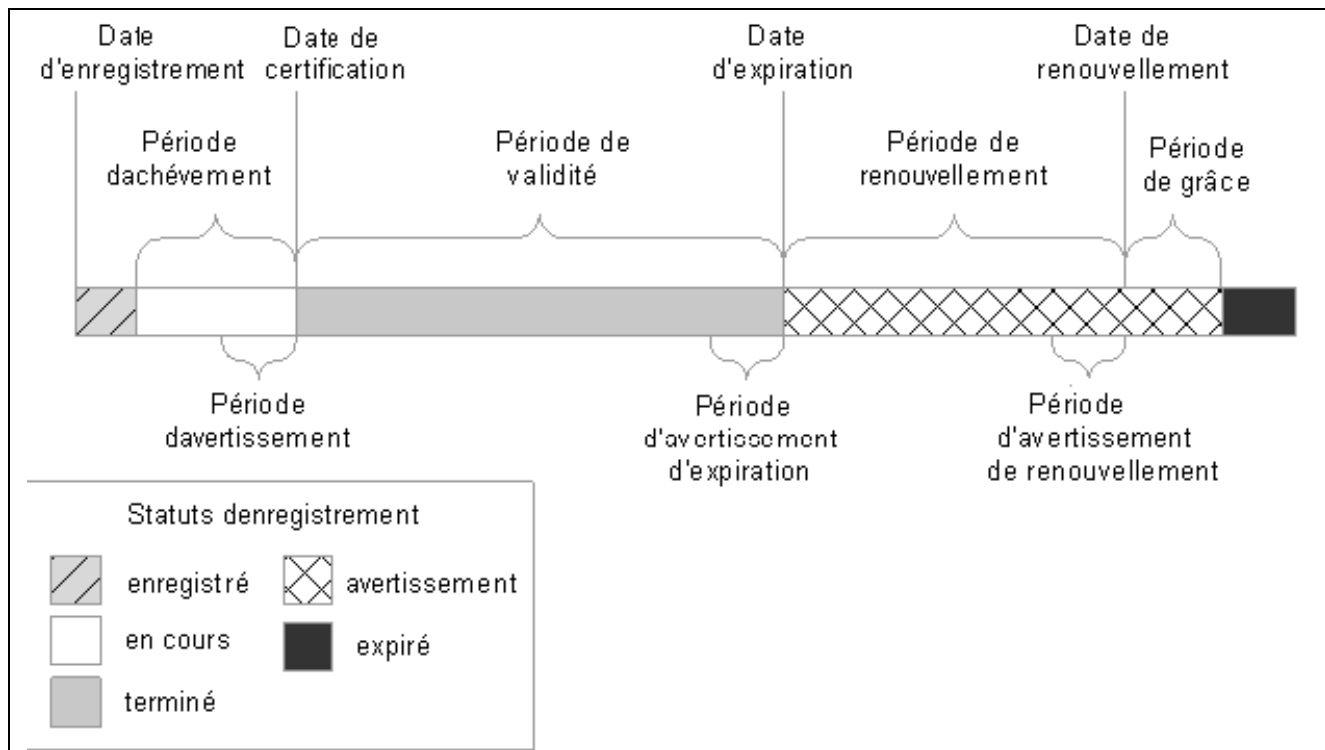 Date
d'enregistrement
Date de
certification
Date
d'expiration
Date de
renouvellement
Période
dachévement
Période de
validité
Période de
renouvellement
Période
de grâce
Période
davertissement
Période
d'avertissement
d'expiration
Période
d'avertissement
de renouvellement
Statuts denregistrement
enregistré
avertissement
en cours
expiré
terminé